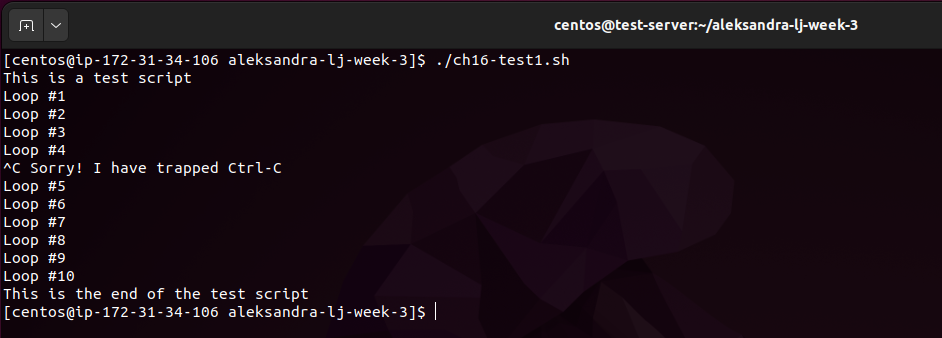 centos@test-server:~/aleksandra-lj-week-3
[centos@ip-172-31-34-106 aleksandra-lj-week-3]$ ./ch16-test1.sh
This is a test script
Loop #1
Loop #2
Loop #3
Loop #4
^C Sorry! I have trapped Ctrl-C
Loop #5
Loop #6
Loop #7
Loop #8
Loop #9
Loop #10
This is the end of the test script
[centos@ip-172-31-34-106 aleksandra-lj-week-3]$